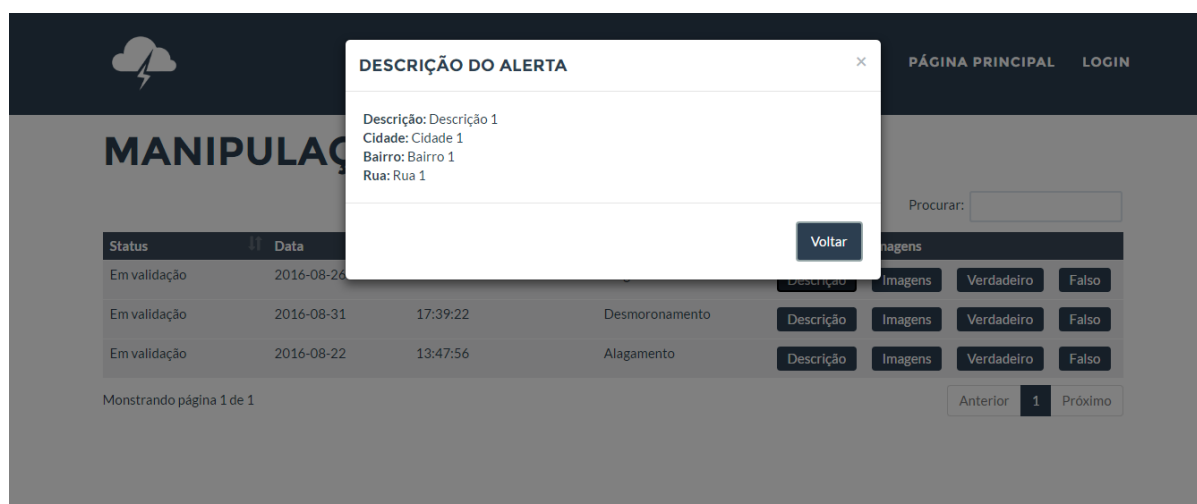 DESCRIÇÃO DO ALERTA ×
PÁGINA PRINCIPAL LOGIN
Descrição: Descrição 1
Cidade: Cidade 1
Bairro: Bairro 1
Rua: Rua 1
MANIPULAÇ
Procurar:
Voltar
Status Data
Em validação 2016-08-26 Descrição Imagens Verdadeiro Falso
Em validação 2016-08-31 17:39:22 Desmoronamento Descrição Imagens Verdadeiro Falso
Em validação 2016-08-22 13:47:56 Alagamento Descrição Imagens Verdadeiro Falso
Monstrando página 1 de 1 Anterior 1 Próximo